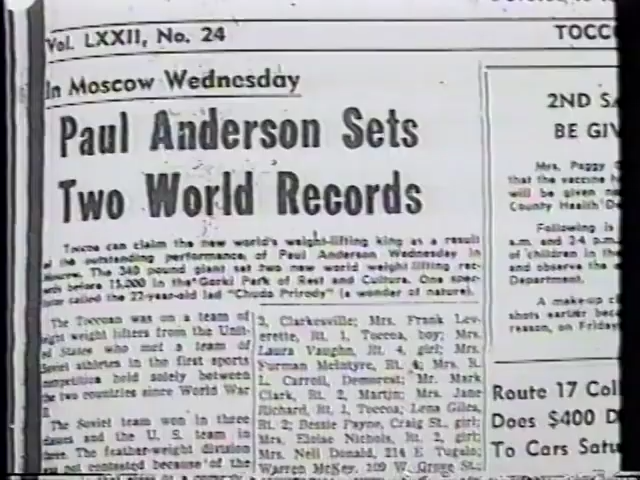 Vol. LXXII, No. 24
TOCC
In Moscow Wednesday
Paul Anderson Sets
Two World Records
Toccoa can claim the new world's weight-lifting king as a result
of the outstanding performance of Paul Anderson Wednesday in
Moscow. The 340 pound giant set two new world weight lifting rec-
ords before 15,000 in the Gorki Park of Rest and Culture. One spec-
tator called the 22-year-old lad "Chudo Prirody" (a wonder of nature).
The Toccoan was on a team of
eight weight lifters from the Unit-
ed States who met a team of
Soviet athletes in the first sports
competition held solely between
the two countries since World War
II
The Soviet team won in three
classes and the U. S. team in
three. The feather-weight division
was not contested because of the
3, Clarkesville; Mrs. Frank Lev-
erette, Rt. 1, Toccoa, boy; Mrs.
Laura Vaughn, Rt. 4, girl; Mrs.
Furman McIntyre, Rt. 4; Mrs. R.
L. Carroll, Demorest; Mr. Mark
Clark, Rt. 2, Martin; Mrs. Jane
Richard, Rt. 1, Toccoa; Lena Giles,
Rt. 2; Bessie Payne, Craig St., girl;
Mrs. Eloise Nichols, Rt. 2, girl;
Mrs. Nell Donald, 214 E Tugalo;
Warren McKey, 209 W. Grove St.,
2ND SA
BE GIV
Mrs. Peggy
that the vaccine h
will be given
County Health D
Following is
a.m. and 2-4 p.m.
of children in the
and observe the
Department.
A make-up cl
shots earlier bec
reason, on Friday
Route 17 Coll
Does $400 D
To Cars Satu